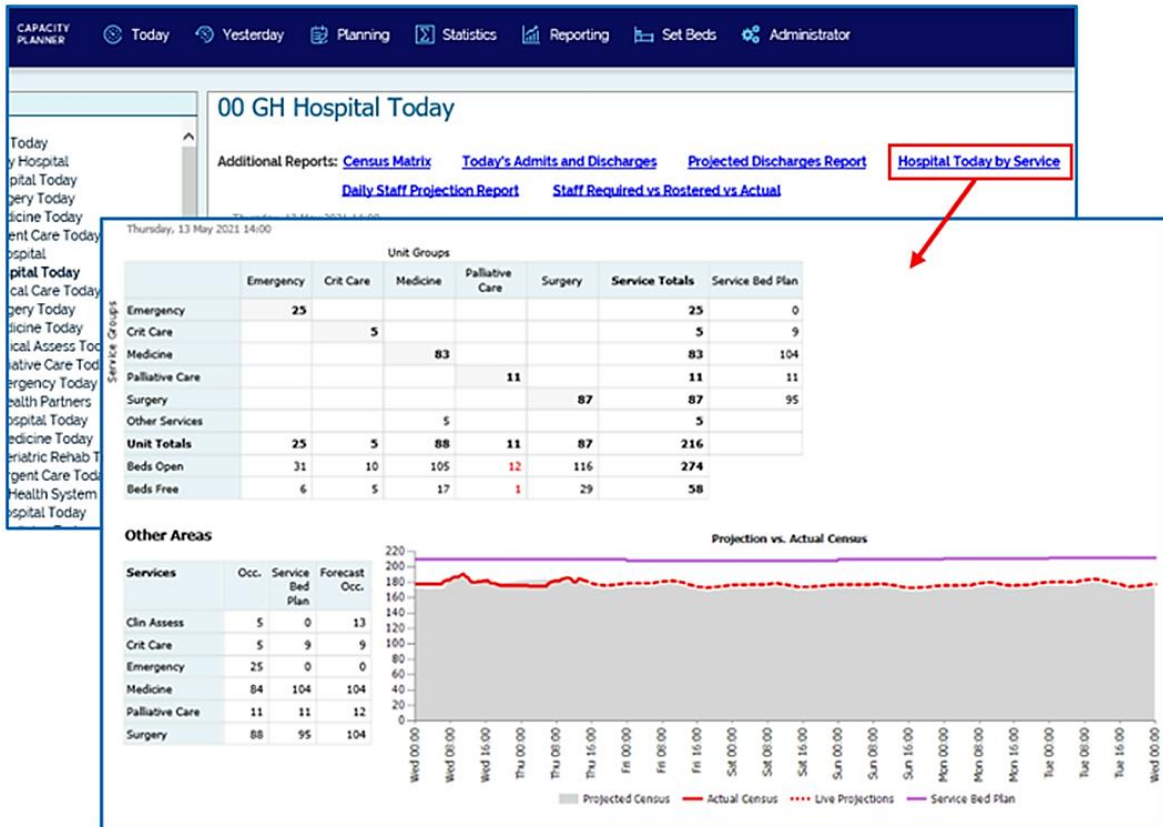 CAPACITY
PLANNER
Today Yesterday Planning Statistics Reporting Set Beds Administrator
00 GH Hospital Today
Additional Reports: Census Matrix Today's Admits and Discharges Projected Discharges Report Hospital Today by Service
Daily Staff Projection Report Staff Required vs Rostered vs Actual
Today
y Hospital
pital Today
gery Today
dicine Today
ent Care Today
ospital
spital Today
cal Care Today
gery Today
dicine Today
ical Assess Tod
iative Care Tod
ergency Today
ealth Partners
ospital Today
edicine Today
eriatric Rehab T
rgent Care Toda
Health System
ospital Today
Thursday, 13 May 2021 14:00
Unit Groups
Service Groups
Emergency Crit Care Medicine Palliative Care Surgery Service Totals Service Bed Plan
Emergency 25 25 0
Crit Care 5 5 9
Medicine 83 83 104
Palliative Care 11 11 11
Surgery 87 87 95
Other Services 5 5
Unit Totals 25 5 88 11 87 216
Beds Open 31 10 105 12 116 274
Beds Free 6 5 17 1 29 58
Other Areas
Services Occ. Service Bed Plan Forecast Occ.
Clin Assess 5 0 13
Crit Care 5 9 9
Emergency 25 0 0
Medicine 84 104 104
Palliative Care 11 11 12
Surgery 88 95 104
Projection vs. Actual Census
220
200
180
160
140
120
100
80
60
40
20
0
Wed 00:00
Wed 08:00
Wed 16:00
Thu 00:00
Thu 08:00
Thu 16:00
Fri 00:00
Fri 08:00
Fri 16:00
Sat 00:00
Sat 08:00
Sat 16:00
Sun 00:00
Sun 08:00
Sun 16:00
Mon 00:00
Mon 08:00
Mon 16:00
Tue 00:00
Tue 08:00
Tue 16:00
Wed 00:00
Projected Census Actual Census Live Projections Service Bed Plan